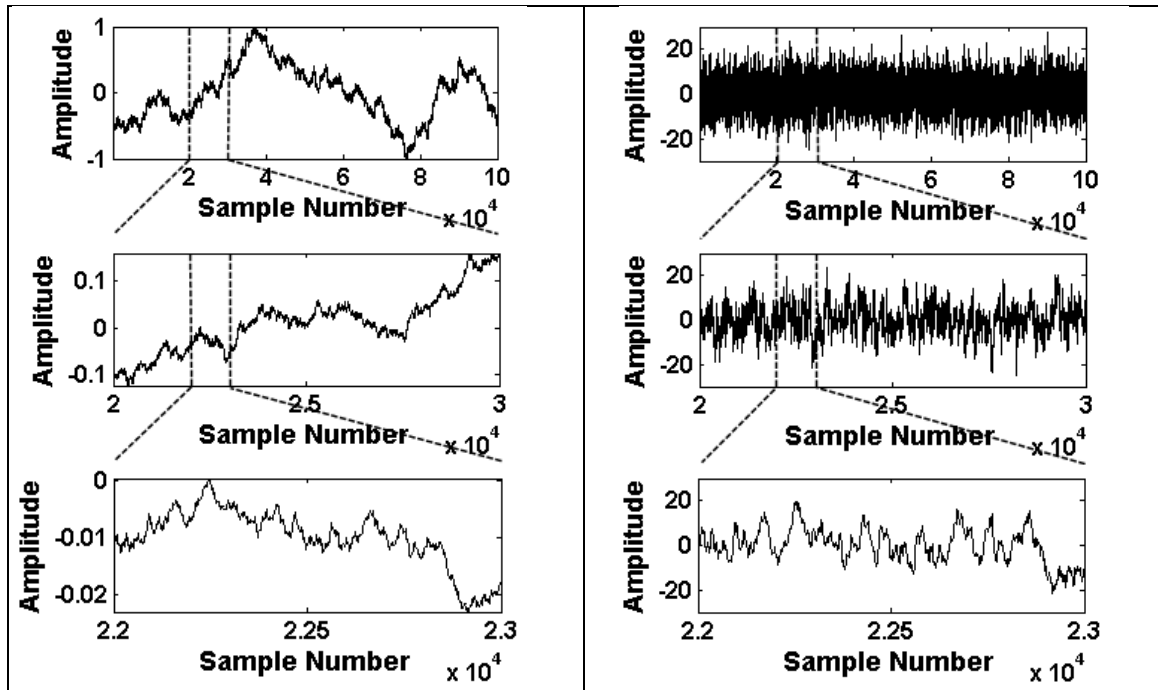 1
0
-1
Amplitude
2 4 6 8 10
Sample Number
x 10^4
0.1
0
-0.1
Amplitude
2 2.5 3
Sample Number
x 10^4
0
-0.01
-0.02
Amplitude
2.2 2.25 2.3
Sample Number
x 10^4
20
0
-20
Amplitude
2 4 6 8 10
Sample Number
x 10^4
20
0
-20
Amplitude
2 2.5 3
Sample Number
x 10^4
20
0
-20
Amplitude
2.2 2.25 2.3
Sample Number
x 10^4